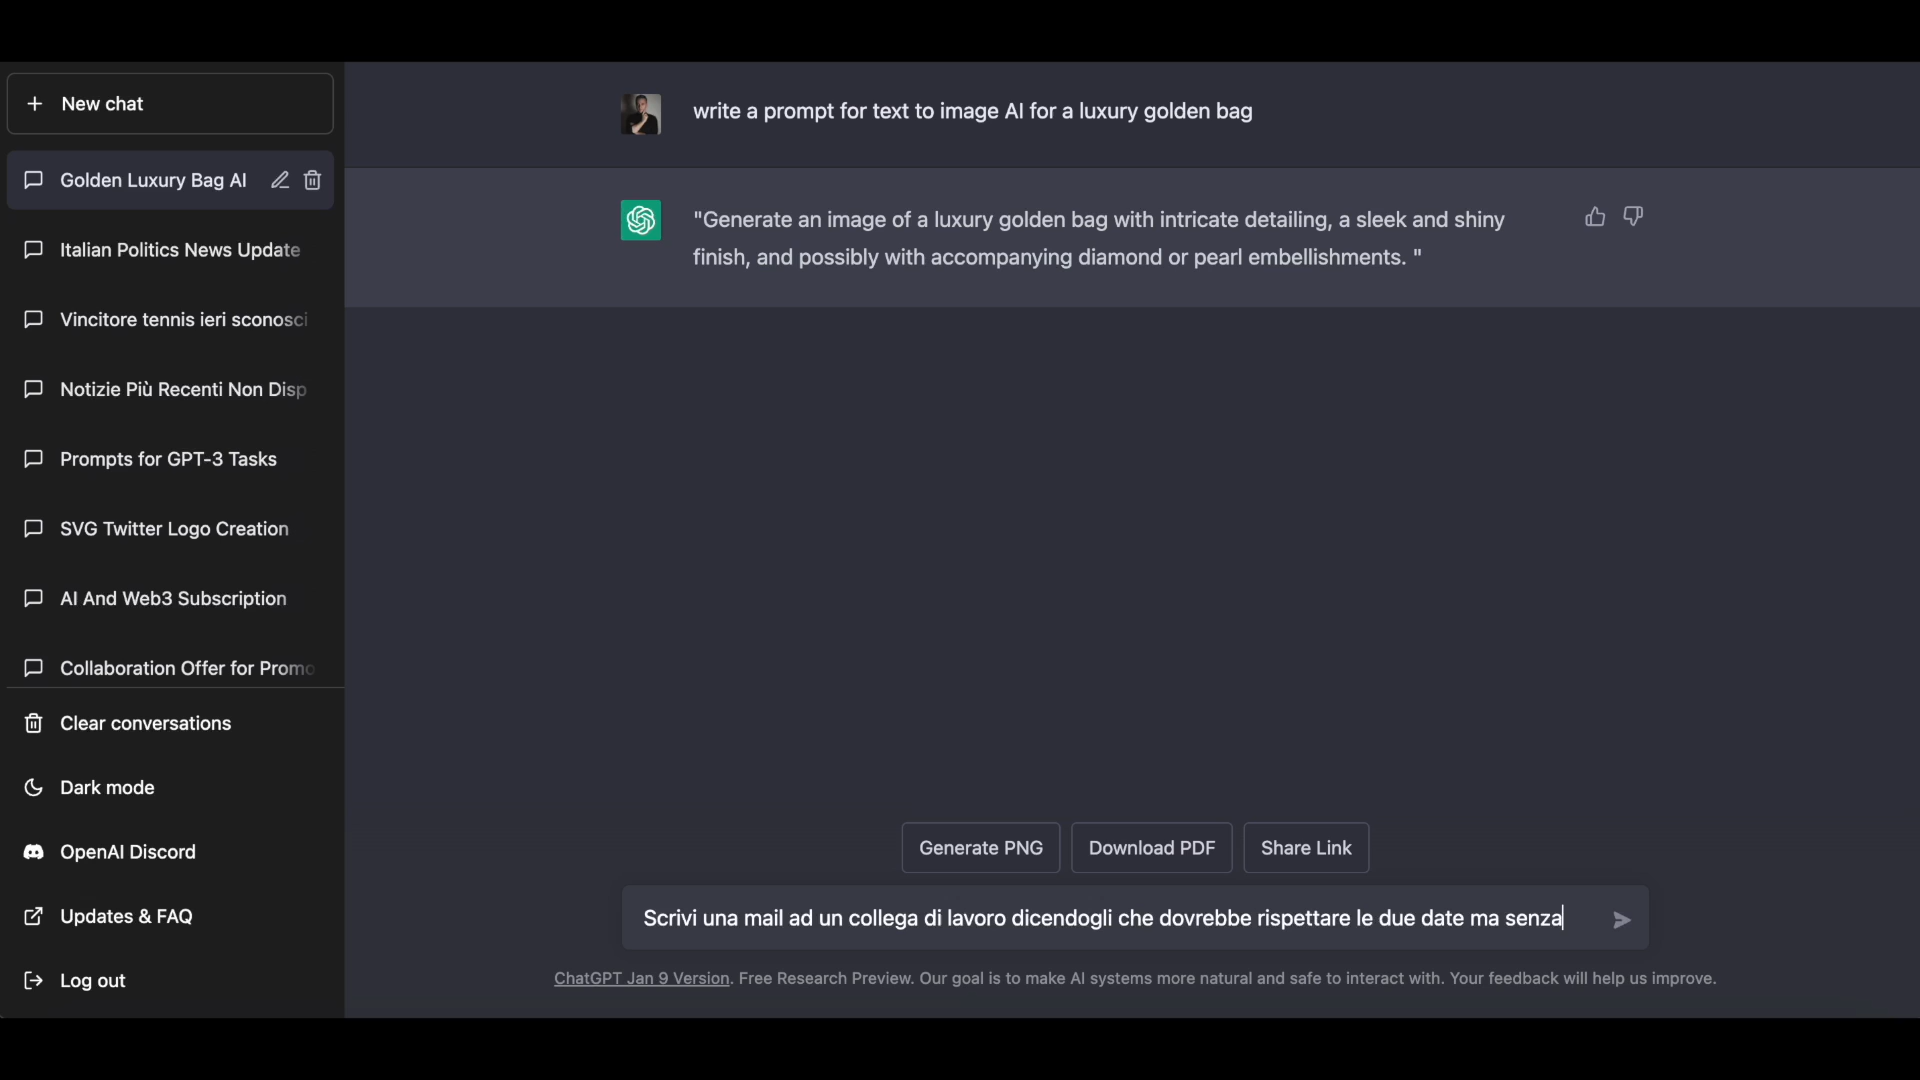 New chat
Golden Luxury Bag AI
Italian Politics News Update
Vincitore tennis ieri sconosci
Notizie Più Recenti Non Disp
Prompts for GPT-3 Tasks
SVG Twitter Logo Creation
AI And Web3 Subscription
Collaboration Offer for Promo
Clear conversations
Dark mode
OpenAI Discord
Updates & FAQ
Log out
write a prompt for text to image AI for a luxury golden bag
"Generate an image of a luxury golden bag with intricate detailing, a sleek and shiny
finish, and possibly with accompanying diamond or pearl embellishments. "
Generate PNG
Download PDF
Share Link
Scrivi una mail ad un collega di lavoro dicendogli che dovrebbe rispettare le due date ma senza
ChatGPT Jan 9 Version. Free Research Preview. Our goal is to make AI systems more natural and safe to interact with. Your feedback will help us improve.